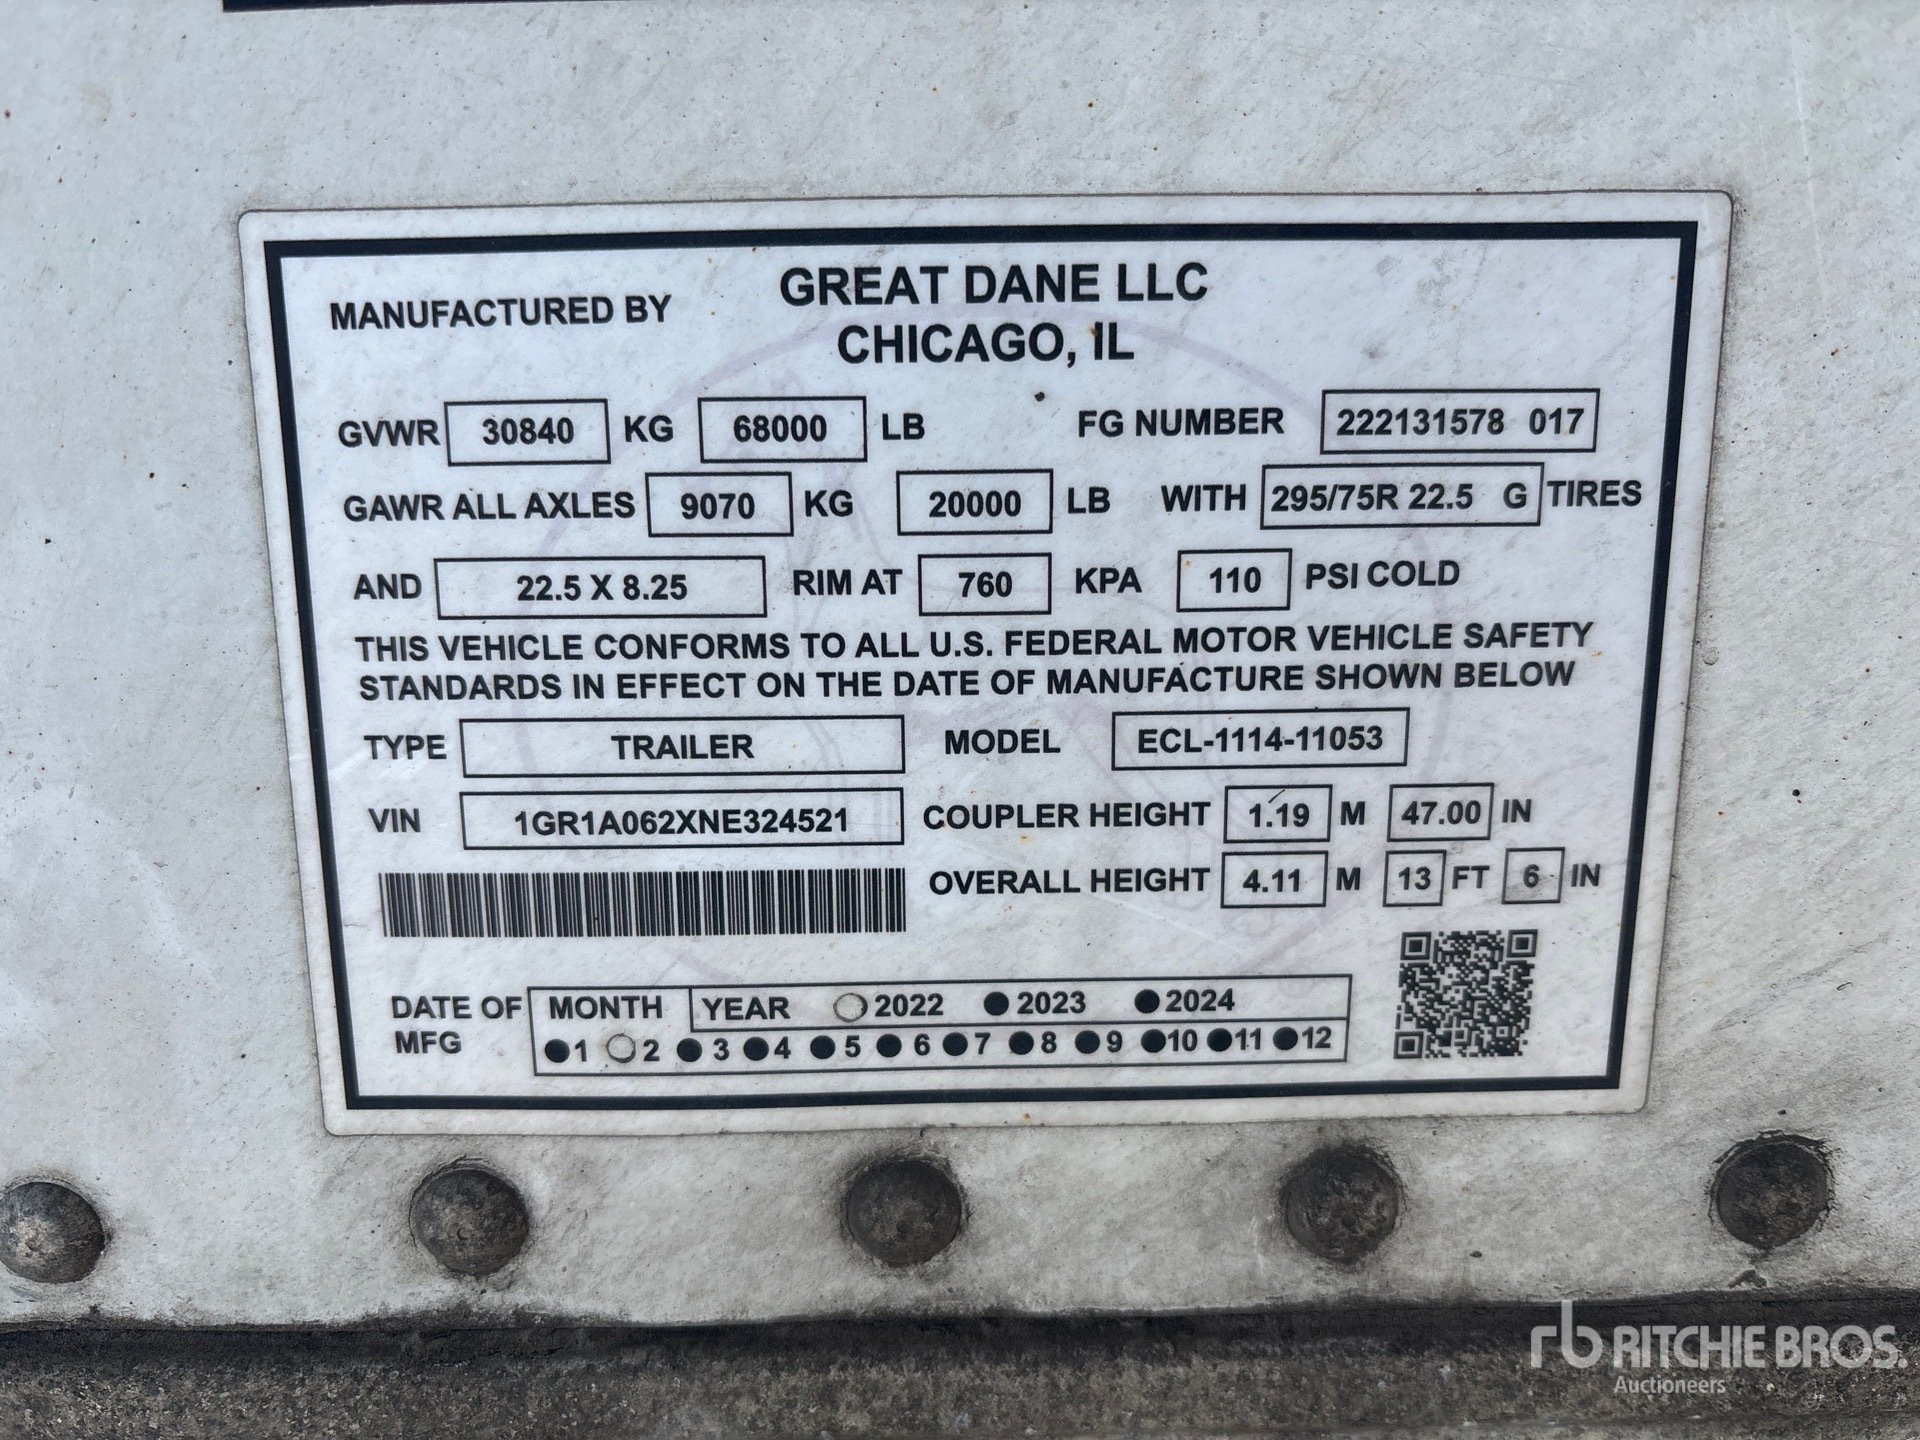 MANUFACTURED BY GREAT DANE LLC
CHICAGO, IL
GVWR 30840 KG 68000 LB FG NUMBER 222131578 017
GAWR ALL AXLES 9070 KG 20000 LB WITH 295/75R 22.5 G TIRES
AND 22.5 X 8.25 RIM AT 760 KPA 110 PSI COLD
THIS VEHICLE CONFORMS TO ALL U.S. FEDERAL MOTOR VEHICLE SAFETY
STANDARDS IN EFFECT ON THE DATE OF MANUFACTURE SHOWN BELOW
TYPE TRAILER MODEL ECL-1114-11053
VIN 1GR1A062XNE324521 COUPLER HEIGHT 1.19 M 47.00 IN
OVERALL HEIGHT 4.11 M 13 FT 6 IN
DATE OF MFG MONTH YEAR 2022 2023 2024
1 2 3 4 5 6 7 8 9 10 11 12
rb RITCHIE BROS.
Auctioneers